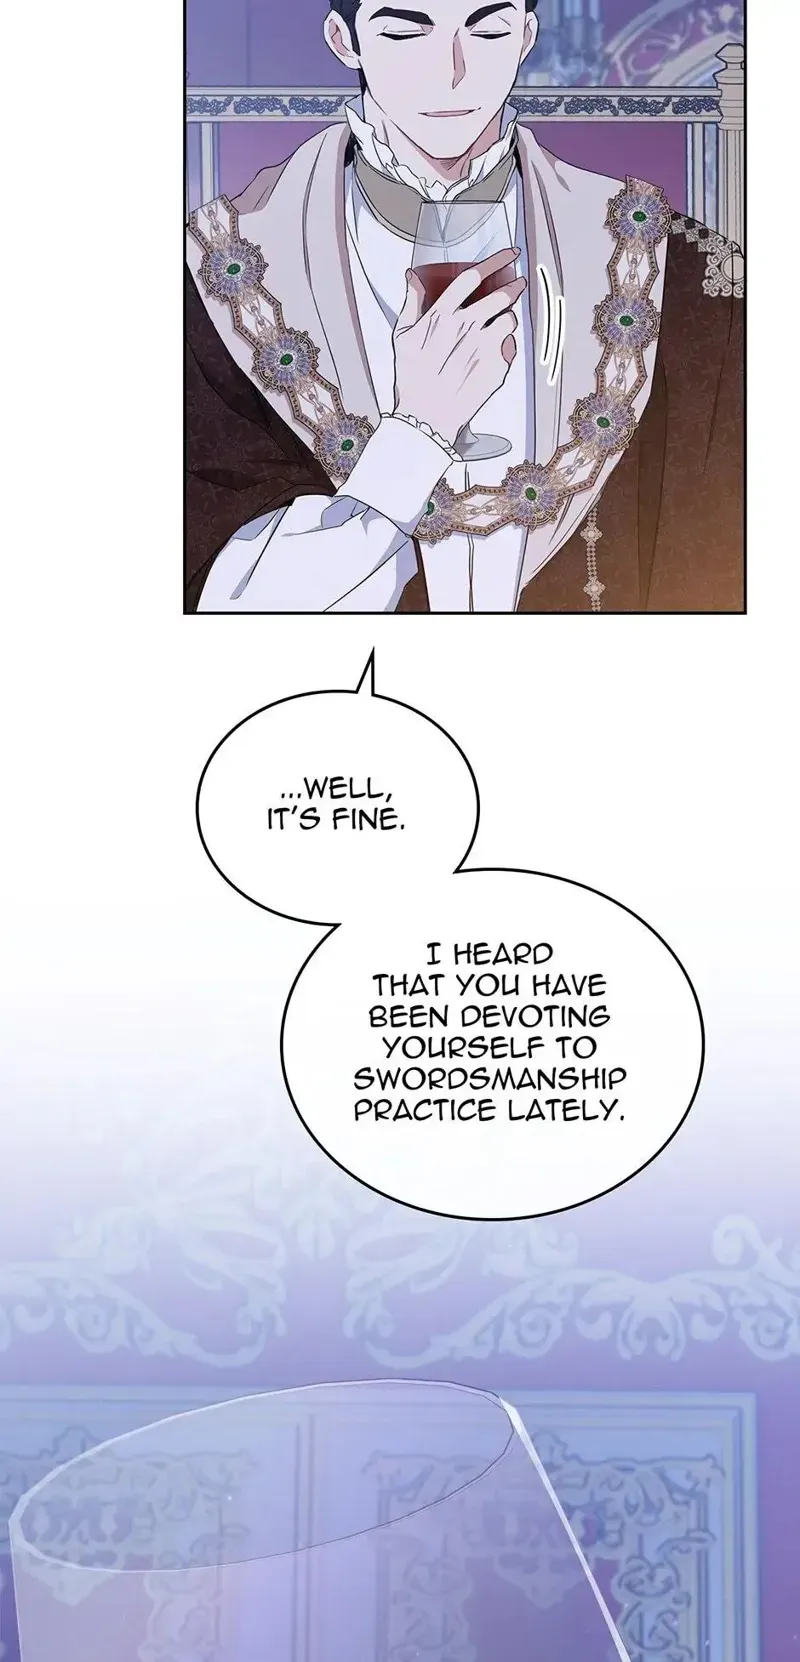 ...WELL,
IT'S FINE.
I HEARD
THAT YOU HAVE
BEEN DEVOTING
YOURSELF TO
SWORDSMANSHIP
PRACTICE LATELY.